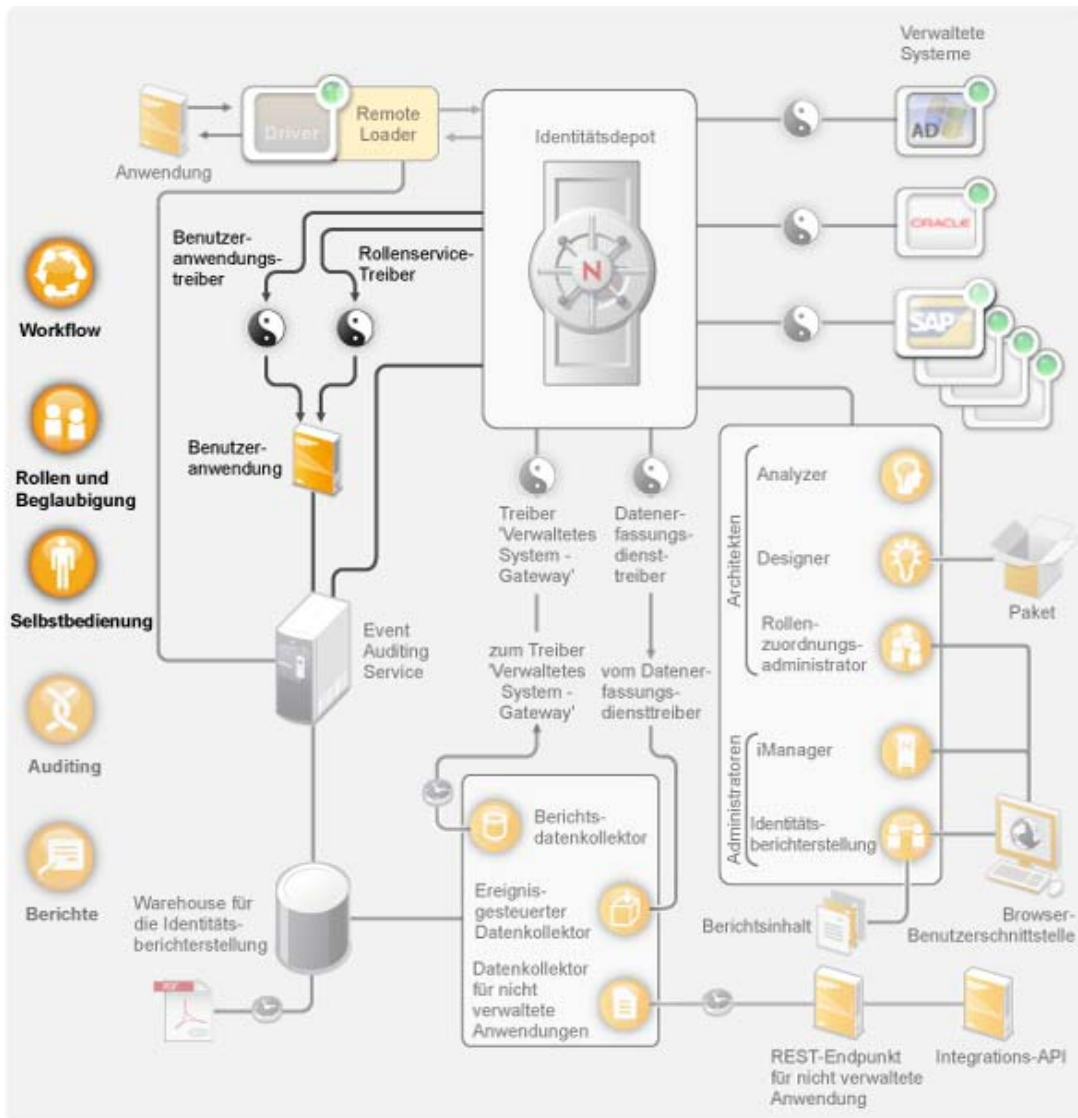 Verwaltete
Systeme
Anwendung
Driver
Remote
Loader
Identitätsdepot
N
AD
ORACLE
SAP
Benutzer-
anwendungs-
treiber
Rollenservice-
Treiber
Workflow
Rollen und
Beglaubigung
Selbstbedienung
Auditing
Berichte
Benutzer-
anwendung
Event
Auditing
Service
Treiber
'Verwaltetes
System -
Gateway'
Datener-
fassungs-
dienst-
treiber
zum Treiber
'Verwaltetes
System -
Gateway'
vom Datener-
fassungs-
diensttreiber
Architekten
Analyzer
Designer
Rollen-
zuordnungs-
administrator
Paket
Administratoren
iManager
Identitäts-
berichterstellung
Berichtsinhalt
Browser-
Benutzerschnittstelle
Berichts-
datenkollektor
Ereignis-
gesteuerter
Datenkollektor
Datenkollektor
für nicht
verwaltete
Anwendungen
Warehouse für
die Identitäts-
berichterstellung
REST-Endpunkt
für nicht verwaltete
Anwendung
Integrations-API